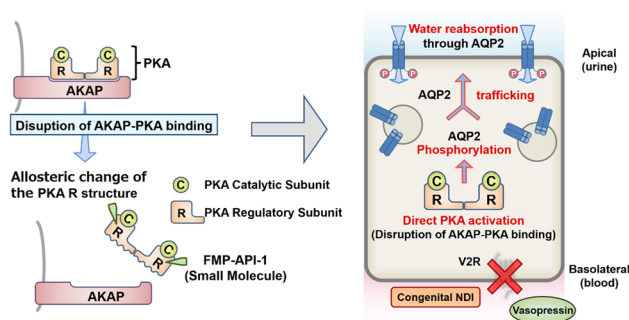 C
C
R
R
PKA
AKAP
Disuption of AKAP-PKA binding
Allosteric change of
the PKA R structure
C
PKA Catalytic Subunit
R
PKA Regulatory Subunit
C
R
C
R
FMP-API-1
(Small Molecule)
AKAP
Water reabsorption
through AQP2
Apical
(urine)
P
P
P
P
AQP2
trafficking
AQP2
Phosphorylation
C
C
R
R
Direct PKA activation
(Disruption of AKAP-PKA binding)
V2R
Basolateral
(blood)
Congenital NDI
Vasopressin